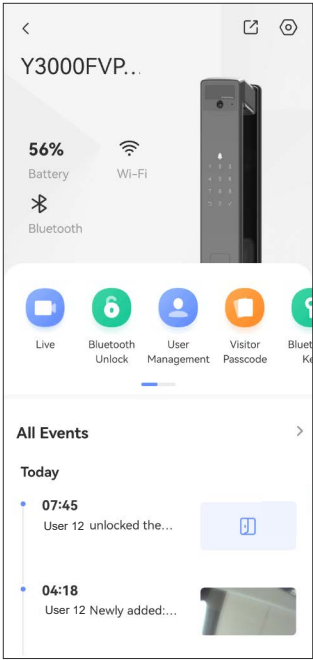 Y3000FVP...
56%
Battery
Wi-Fi
Bluetooth
Live
Bluetooth Unlock
User Management
Visitor Passcode
Bluet
Ke
All Events
Today
07:45
User 12 unlocked the...
04:18
User 12 Newly added:...